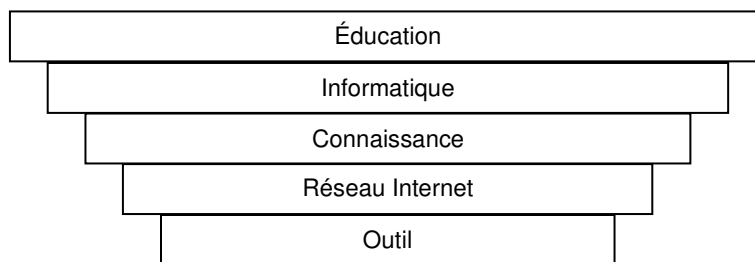 Éducation
Informatique
Connaissance
Réseau Internet
Outil